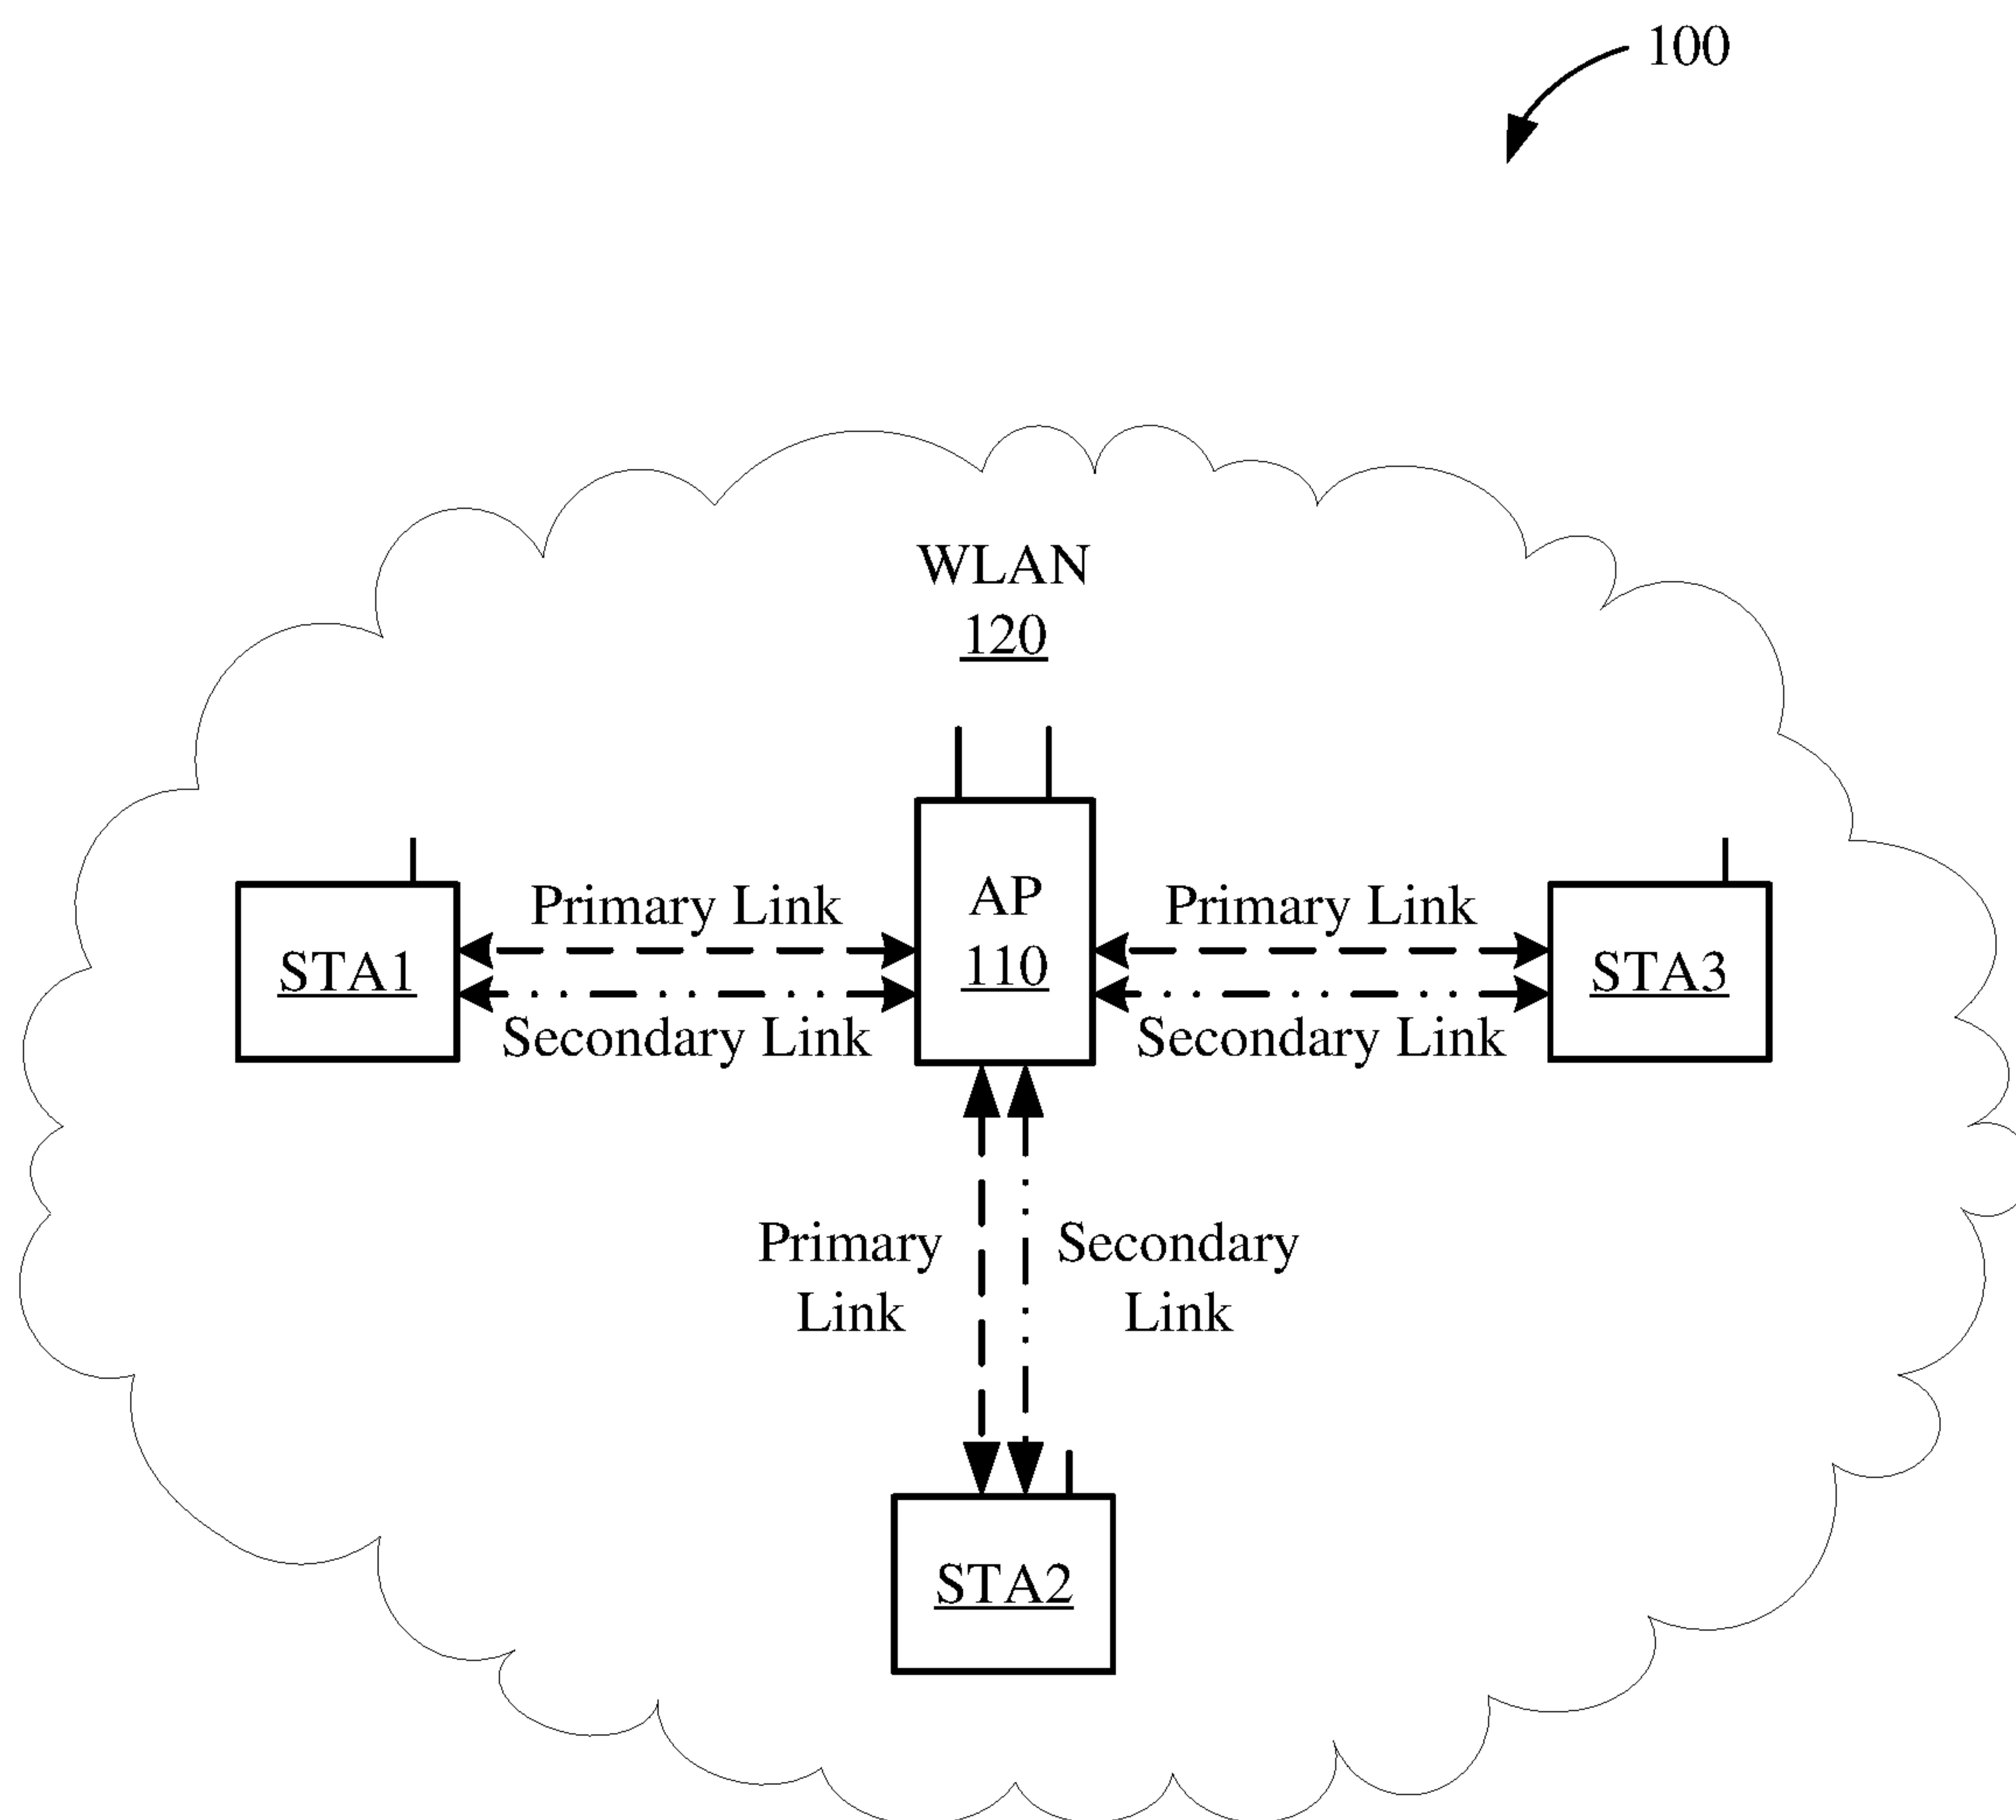 100
WLAN
120
AP
110
Primary Link
Secondary Link
STA1
Primary Link
Secondary Link
STA3
Primary
Link
Secondary
Link
STA2